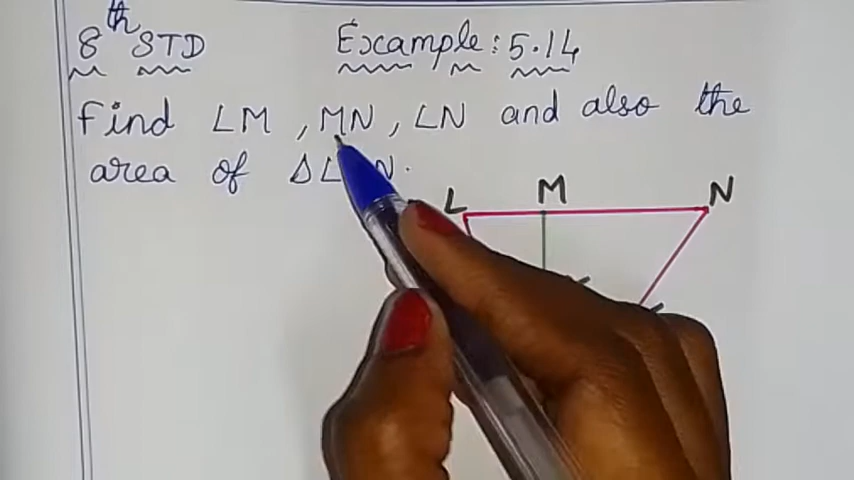 8th STD Example: 5.14
Find LM, MN, LN and also the
area of Δ L N.
L M N